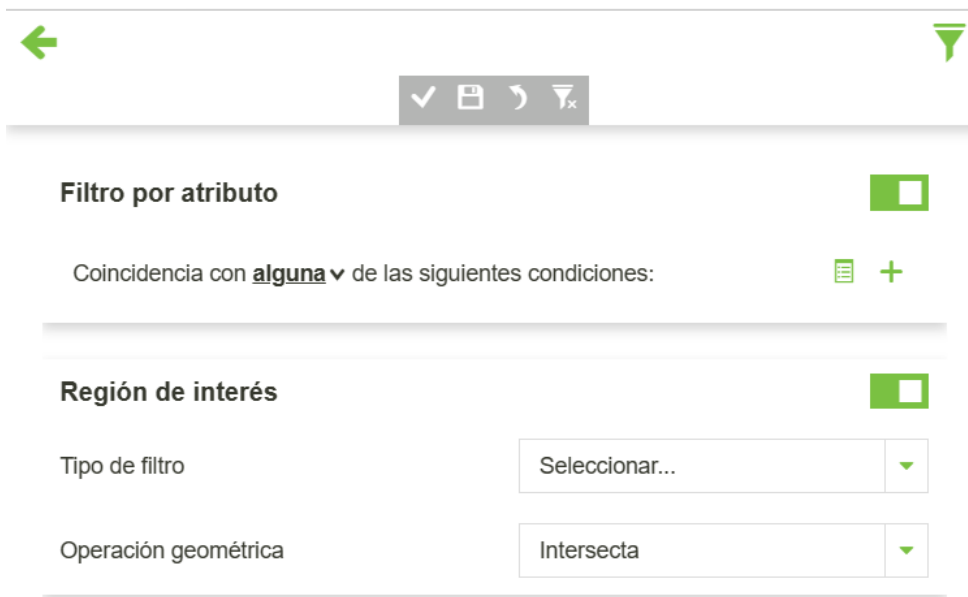 Filtro por atributo
Coincidencia con alguna de las siguientes condiciones:
Región de interés
Tipo de filtro Seleccionar...
Operación geométrica Intersecta